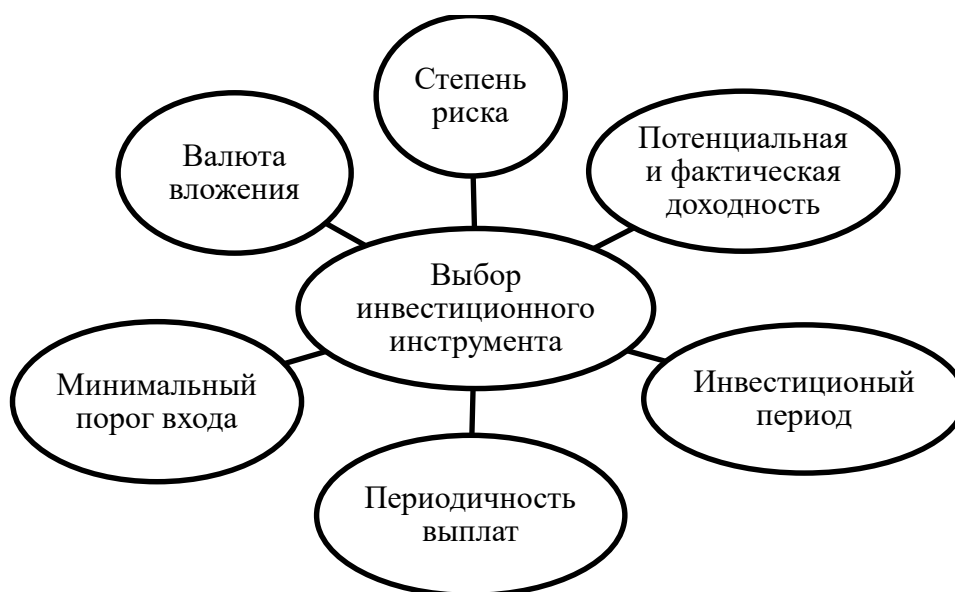 Степень
риска
Валюта
вложения
Потенциальная
и фактическая
доходность
Выбор
инвестиционного
инструмента
Минимальный
порог входа
Инвестиционый
период
Периодичность
выплат